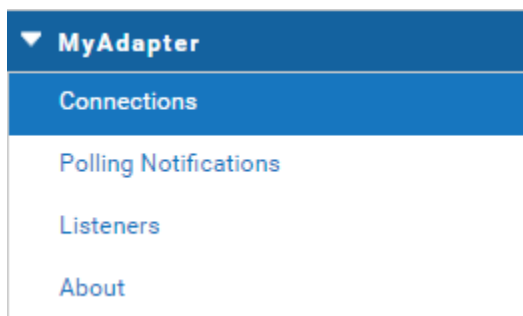 MyAdapter
Connections
Polling Notifications
Listeners
About